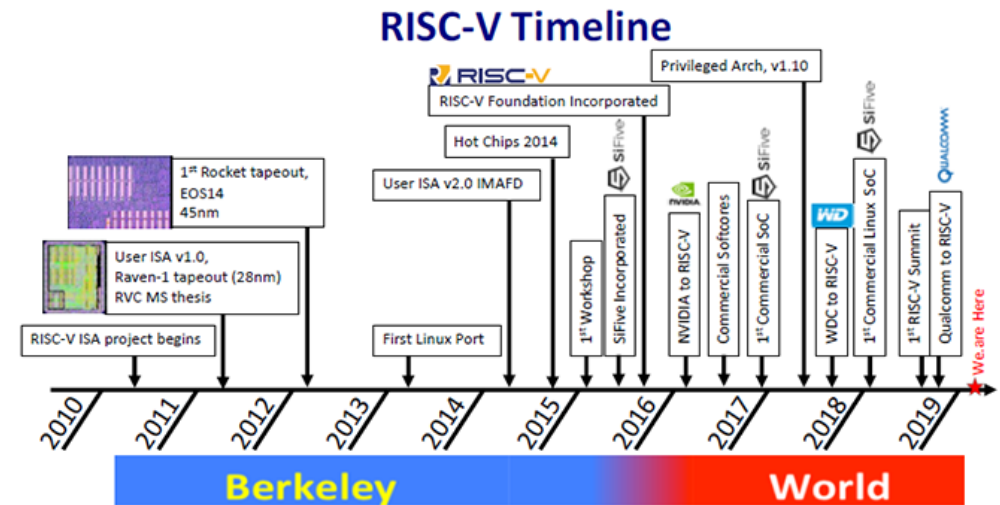 RISC-V Timeline
Privileged Arch, v1.10
RISC-V
RISC-V Foundation Incorporated
Hot Chips 2014
User ISA v2.0 IMAFD
1st Rocket tapeout,
EOS14
45nm
User ISA v1.0,
Raven-1 tapeout (28nm)
RVC MS thesis
RISC-V ISA project begins
First Linux Port
1st Workshop
SiFive
SiFive Incorporated
NVIDIA
NVIDIA to RISC-V
Commercial Softcores
SiFive
1st Commercial SoC
WD
WDC to RISC-V
SiFive
1st Commercial Linux SoC
1st RISC-V Summit
QUALCOMM
Qualcomm to RISC-V
We are Here
2010
2011
2012
2013
2014
2015
2016
2017
2018
2019
Berkeley
World